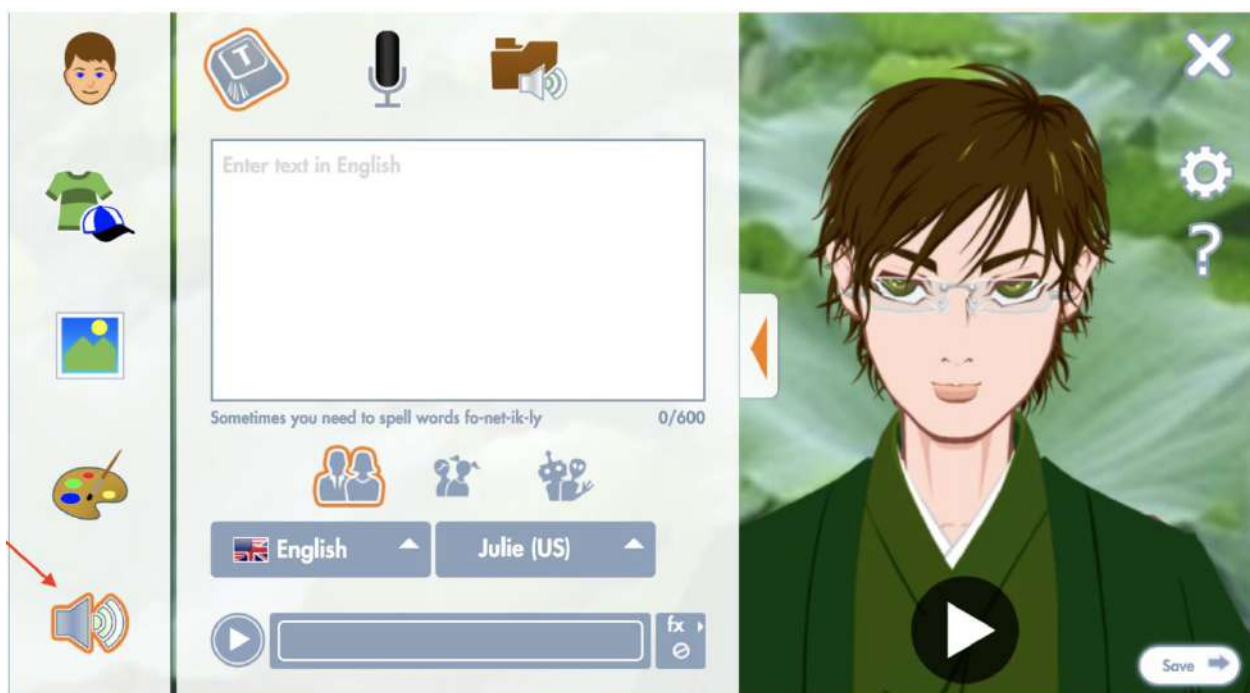 T
Enter text in English
Sometimes you need to spell words fo-net-ik-ly
0/600
English
Julie (US)
fx
?
Save